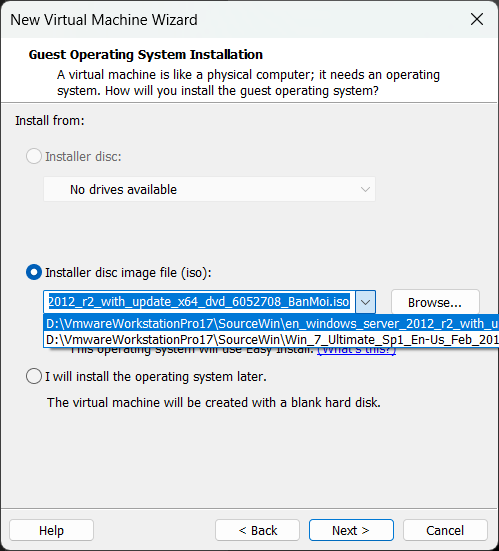 New Virtual Machine Wizard
Guest Operating System Installation
A virtual machine is like a physical computer; it needs an operating
system. How will you install the guest operating system?
Install from:
Installer disc:
No drives available
Installer disc image file (iso):
2012_r2_with_update_x64_dvd_6052708_BanMoi.iso
Browse...
D:\VmwareWorkstationPro17\SourceWin\en_windows_server_2012_r2_with_u
D:\VmwareWorkstationPro17\SourceWin\Win_7_Ultimate_Sp1_En-Us_Feb_201
This operating system will use Easy Install. (What's this?)
I will install the operating system later.
The virtual machine will be created with a blank hard disk.
Help
< Back
Next >
Cancel